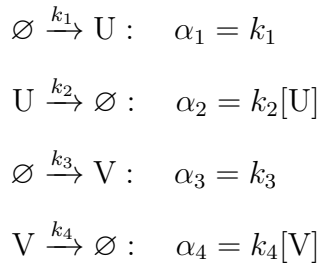 ∅ —k₁→ U : α₁ = k₁
U —k₂→ ∅ : α₂ = k₂[U]
∅ —k₃→ V : α₃ = k₃
V —k₄→ ∅ : α₄ = k₄[V]